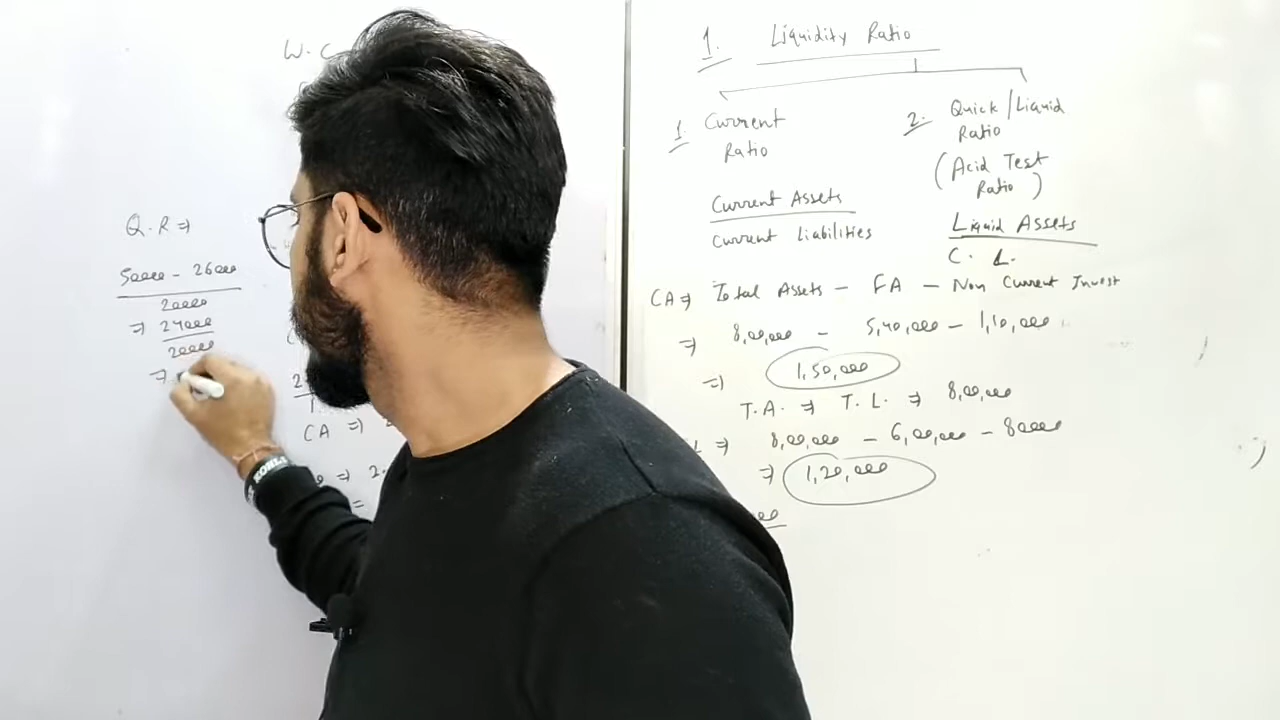 W. C
Q.R ⇒
50000 - 26000
20000
⇒ 24000
20000
⇒
CA ⇒
⇒ 2.
=
1. Liquidity Ratio
1. Current
Ratio
Current Assets
Current Liabilities
2. Quick/Liquid
Ratio
(Acid Test
Ratio)
Liquid Assets
C. L.
CA ⇒ Total Assets - FA - Non Current Invest
⇒ 8,00,000 - 5,40,000 - 1,10,000
⇒ 1,50,000
T.A. ⇒ T.L. ⇒ 8,00,000
⇒ 8,00,000 - 6,00,000 - 80000
⇒ 1,20,000